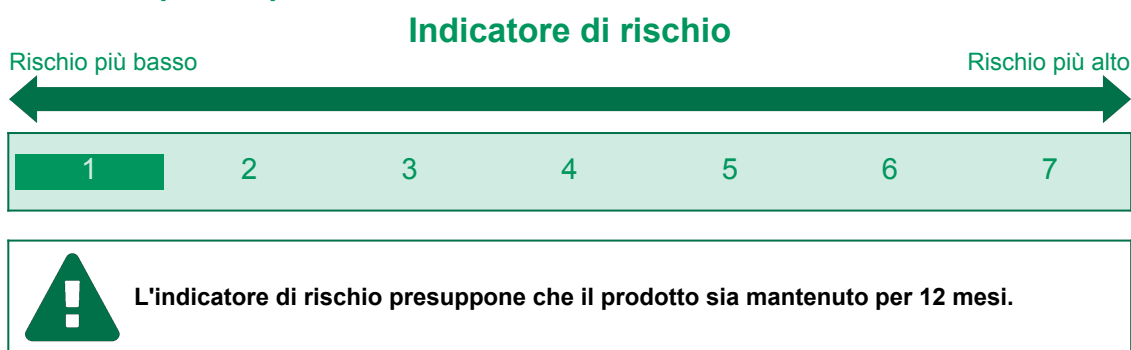 Indicatore di rischio
Rischio più basso Rischio più alto
1 2 3 4 5 6 7
L'indicatore di rischio presuppone che il prodotto sia mantenuto per 12 mesi.